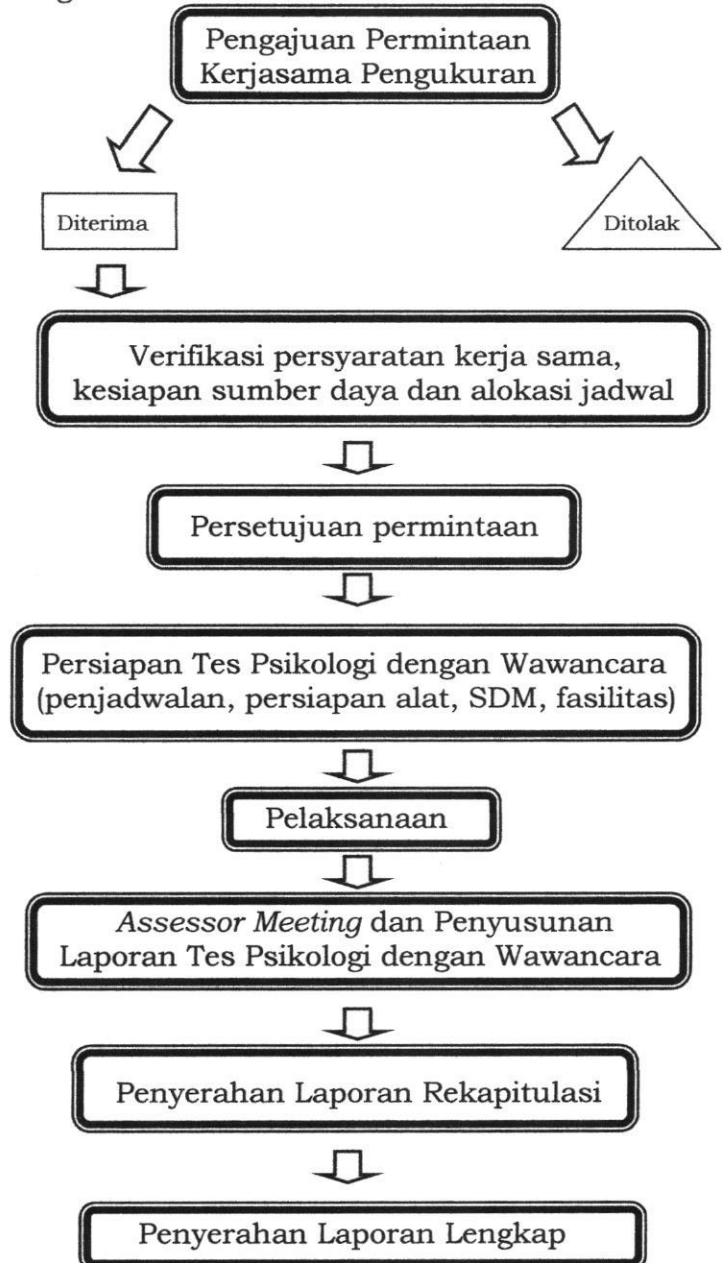 Pengajuan Permintaan
Kerjasama Pengukuran
Diterima
Ditolak
Verifikasi persyaratan kerja sama,
kesiapan sumber daya dan alokasi jadwal
Persetujuan permintaan
Persiapan Tes Psikologi dengan Wawancara
(penjadwalan, persiapan alat, SDM, fasilitas)
Pelaksanaan
Assessor Meeting dan Penyusunan
Laporan Tes Psikologi dengan Wawancara
Penyerahan Laporan Rekapitulasi
Penyerahan Laporan Lengkap